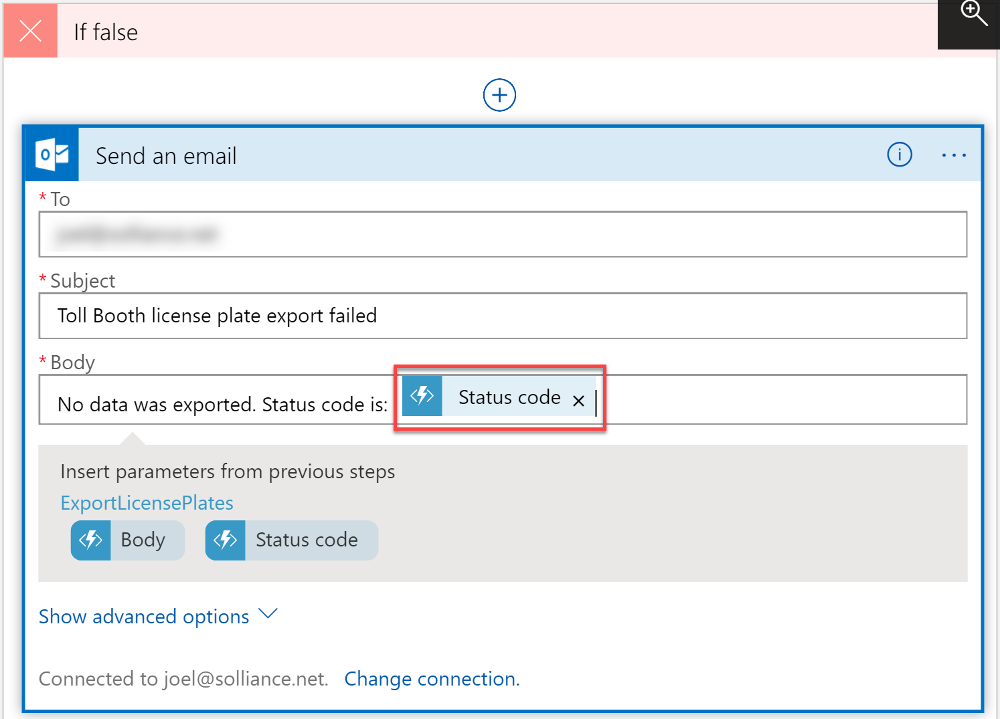 If false
Send an email
* To
* Subject
Toll Booth license plate export failed
* Body
No data was exported. Status code is: Status code ×
Insert parameters from previous steps
ExportLicensePlates
Body Status code
Show advanced options
Connected to joel@solliance.net. Change connection.